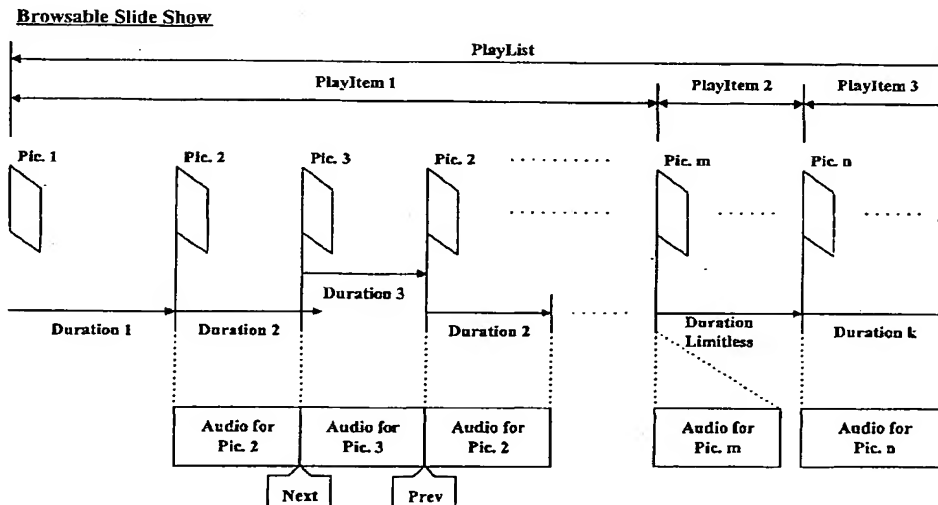 Browsable Slide Show
PlayList
PlayItem 1
PlayItem 2
PlayItem 3
Pic. 1
Pic. 2
Pic. 3
Pic. 2
Pic. m
Pic. n
Duration 3
Duration 1
Duration 2
Duration 2
Duration
Limitless
Duration k
Audio for
Pic. 2
Audio for
Pic. 3
Audio for
Pic. 2
Audio for
Pic. m
Audio for
Pic. n
Next
Prev